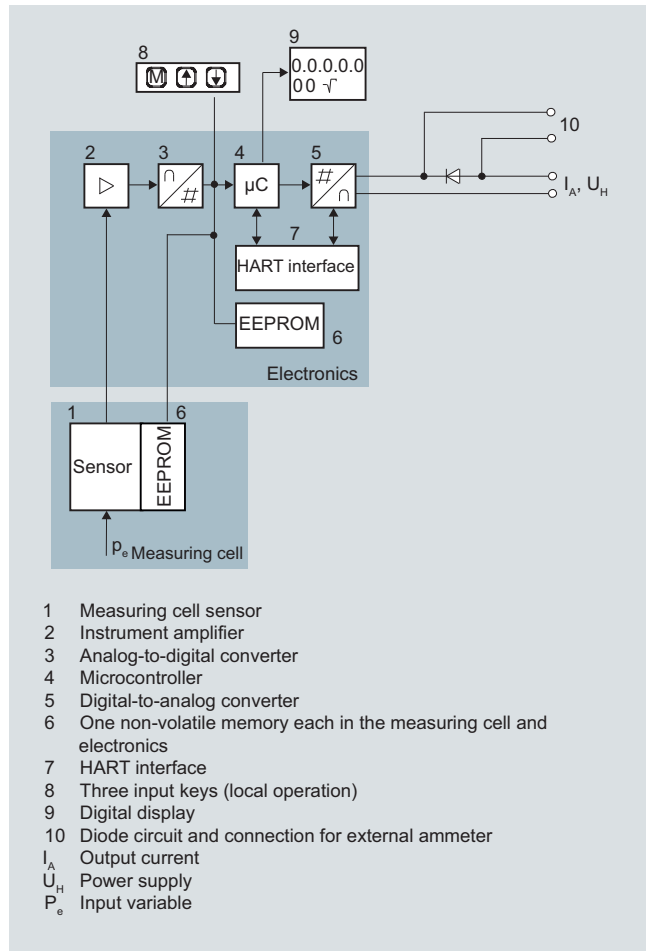 9
8
0.0.0.0.0
M
00 √
10
2
3
4
5
∩
#
µC
#
∩
I_A, U_H
7
HART interface
EEPROM
6
Electronics
1
6
Sensor
EEPROM
p_e Measuring cell
1 Measuring cell sensor
2 Instrument amplifier
3 Analog-to-digital converter
4 Microcontroller
5 Digital-to-analog converter
6 One non-volatile memory each in the measuring cell and
electronics
7 HART interface
8 Three input keys (local operation)
9 Digital display
10 Diode circuit and connection for external ammeter
I_A Output current
U_H Power supply
P_e Input variable